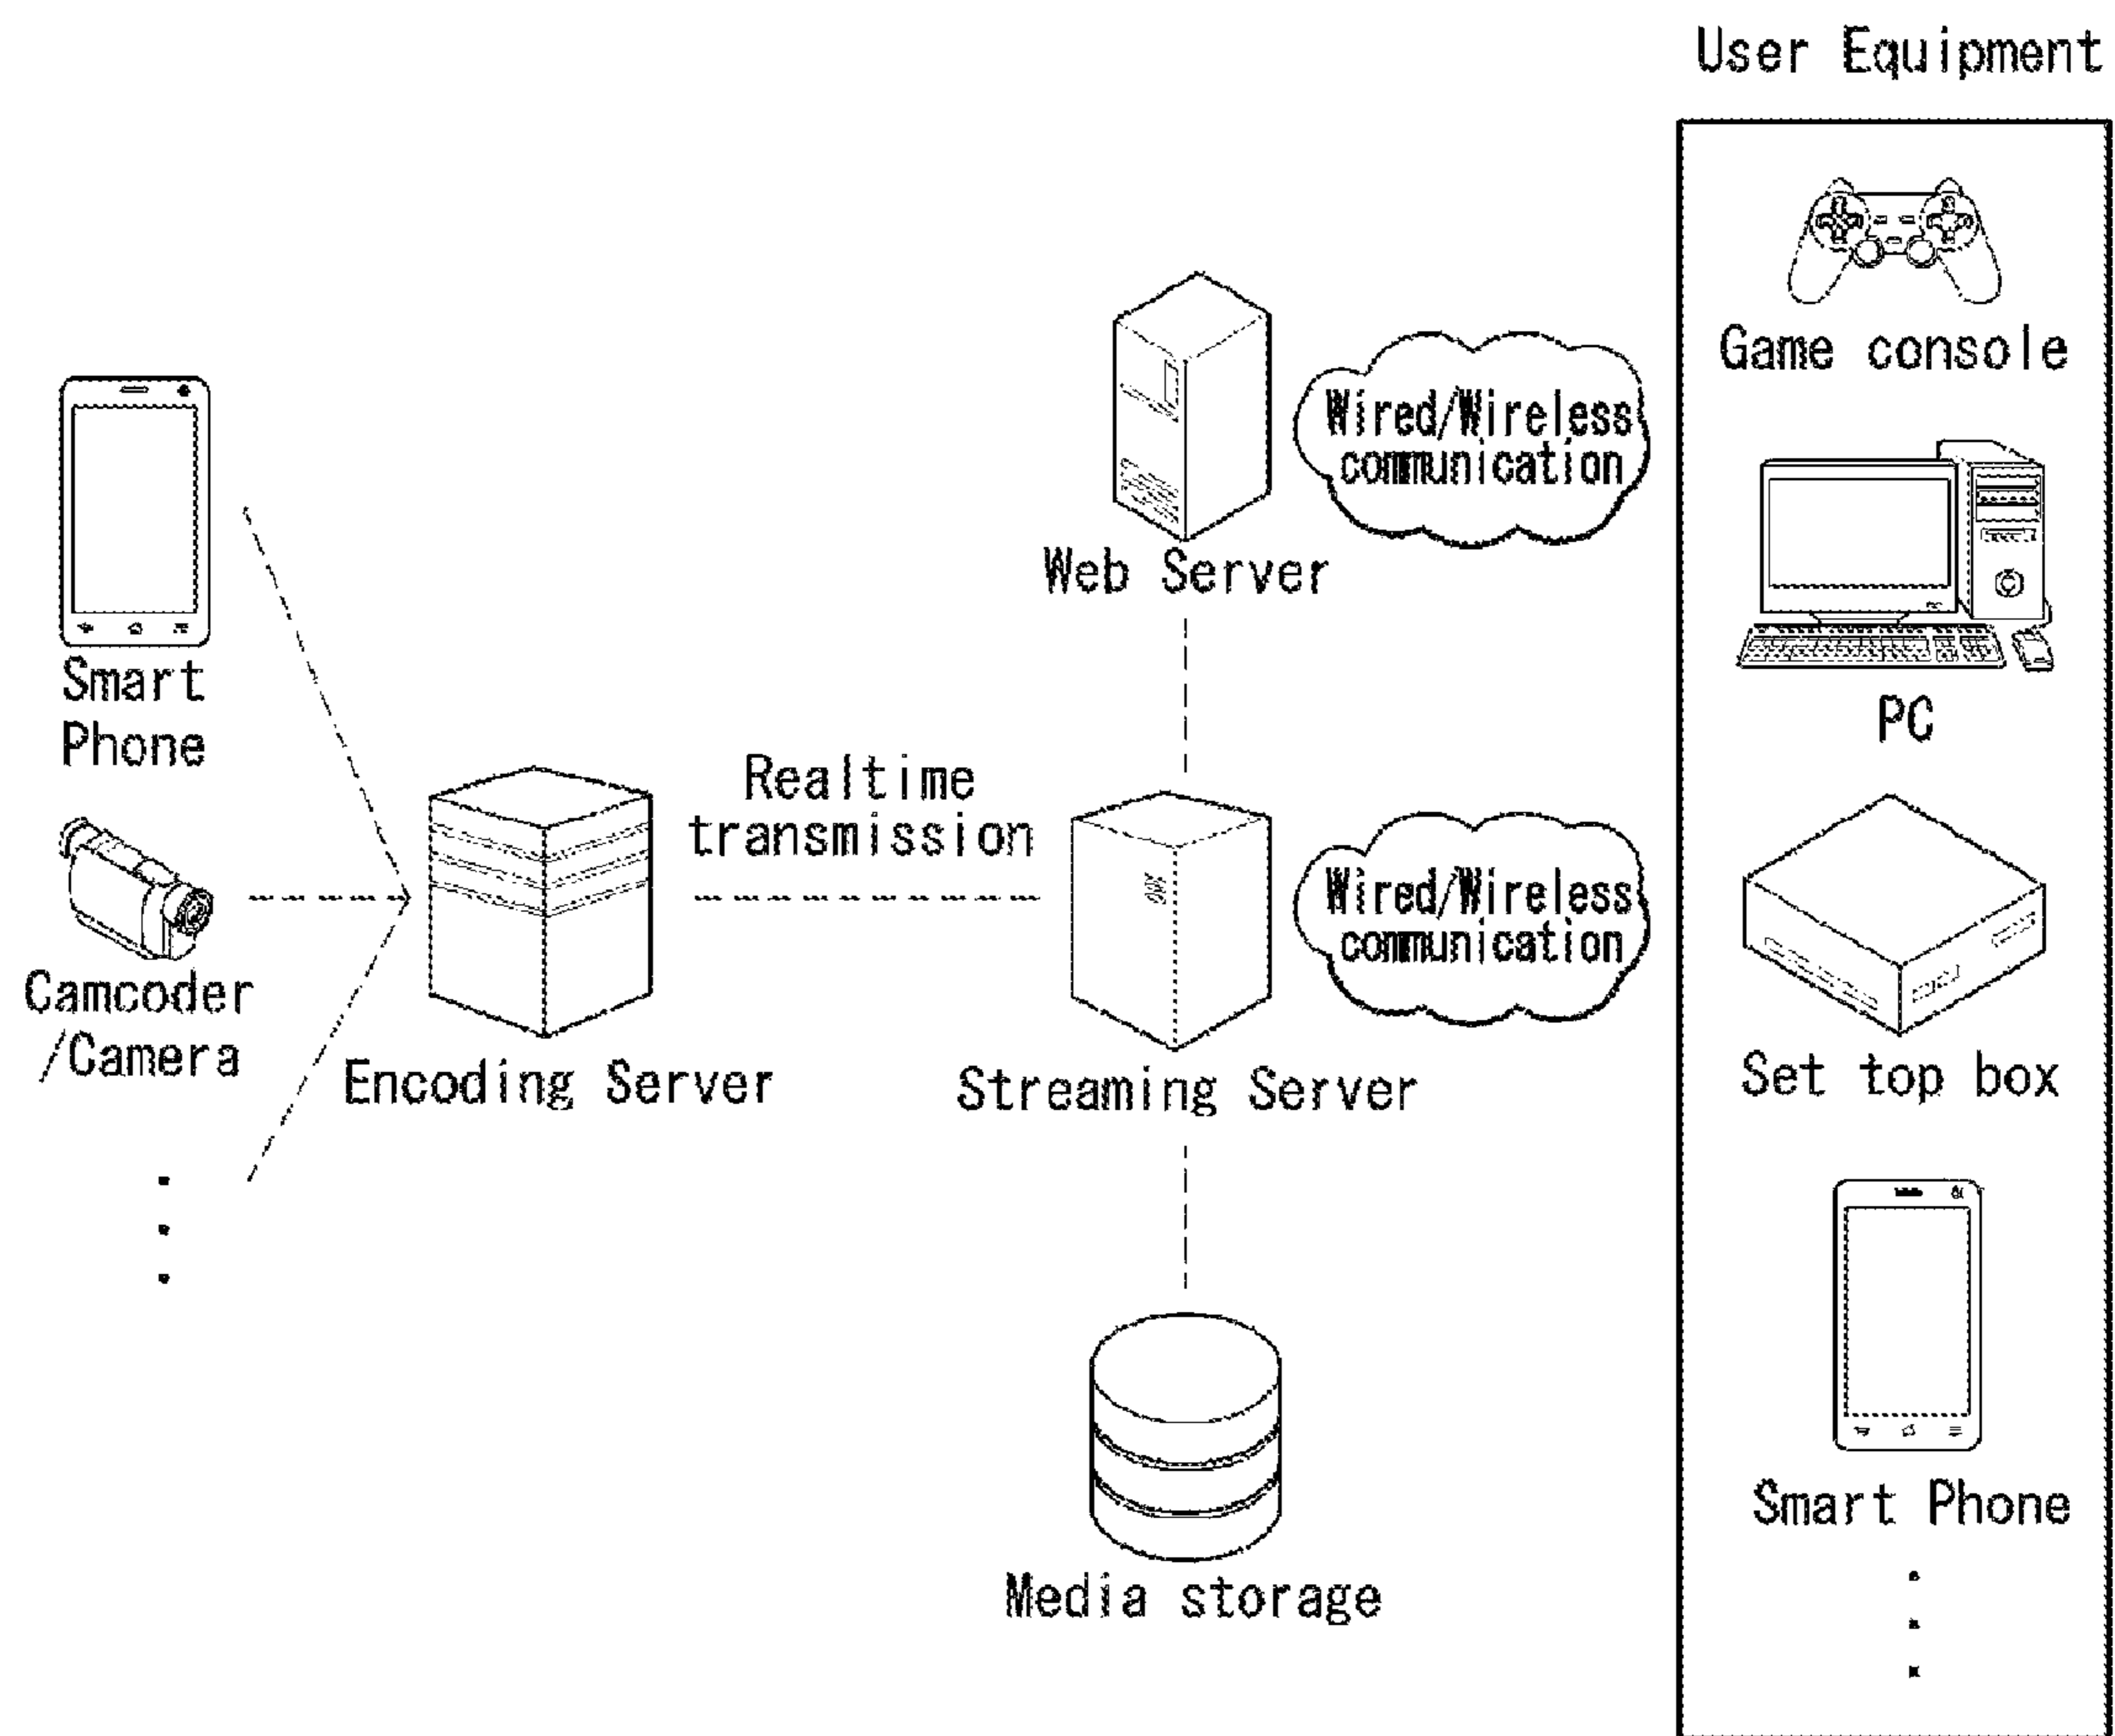 User Equipment
Game console
Wired/Wireless
communication
Web Server
Smart
Phone
PC
Realtime
transmission
Wired/Wireless
communication
Camcoder
/Camera
Encoding Server
Streaming Server
Set top box
Smart Phone
Media storage